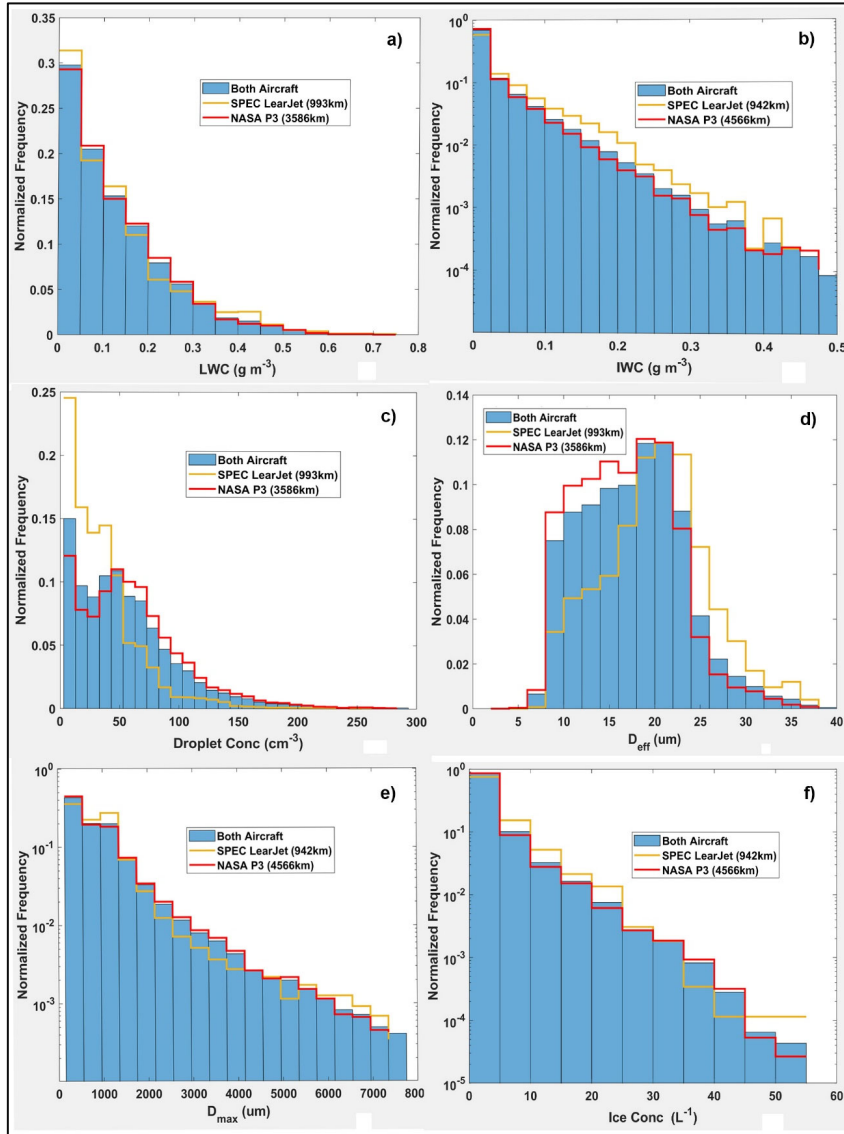 a)
0.35
0.3
0.25
0.2
0.15
0.1
0.05
0
Normalized Frequency
Both Aircraft
SPEC LearJet (993km)
NASA P3 (3586km)
0 0.1 0.2 0.3 0.4 0.5 0.6 0.7 0.8
LWC (g m⁻³)
b)
10⁰
10⁻¹
10⁻²
10⁻³
10⁻⁴
Normalized Frequency
Both Aircraft
SPEC LearJet (942km)
NASA P3 (4566km)
0 0.1 0.2 0.3 0.4 0.5
IWC (g m⁻³)
c)
0.25
0.2
0.15
0.1
0.05
0
Normalized Frequency
Both Aircraft
SPEC LearJet (993km)
NASA P3 (3586km)
0 50 100 150 200 250 300
Droplet Conc (cm⁻³)
d)
0.14
0.12
0.1
0.08
0.06
0.04
0.02
0
Normalized Frequency
Both Aircraft
SPEC LearJet (993km)
NASA P3 (3586km)
0 5 10 15 20 25 30 35 40
D_eff (um)
e)
10⁰
10⁻¹
10⁻²
10⁻³
Normalized Frequency
Both Aircraft
SPEC LearJet (942km)
NASA P3 (4566km)
0 1000 2000 3000 4000 5000 6000 7000 8000
D_max (um)
f)
10⁰
10⁻¹
10⁻²
10⁻³
10⁻⁴
10⁻⁵
Normalized Frequency
Both Aircraft
SPEC LearJet (942km)
NASA P3 (4566km)
0 10 20 30 40 50 60
Ice Conc (L⁻¹)